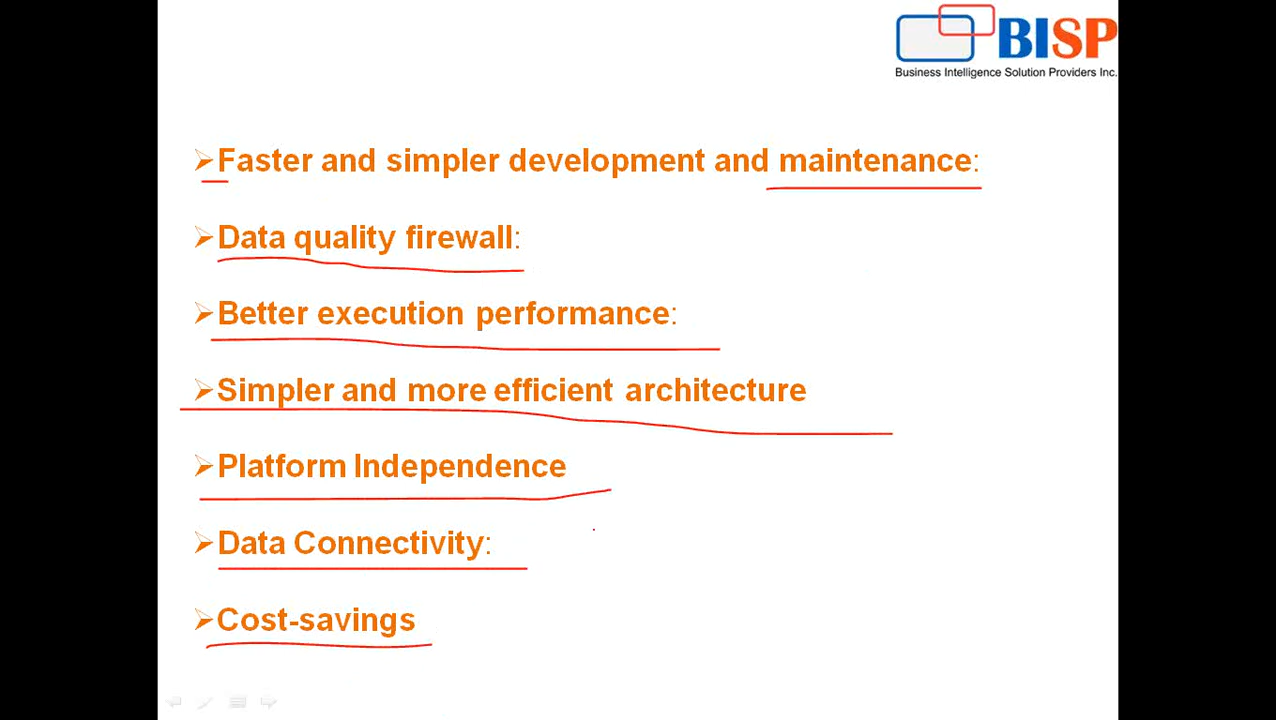 BISP
Business Intelligence Solution Providers Inc.
Faster and simpler development and maintenance:
Data quality firewall:
Better execution performance:
Simpler and more efficient architecture
Platform Independence
Data Connectivity:
Cost-savings